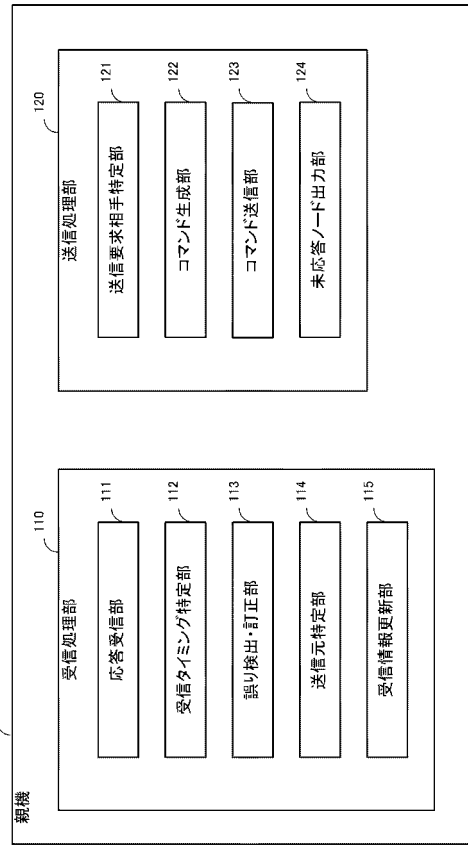 親機
受信処理部
110
応答受信部
111
受信タイミング特定部
112
誤り検出・訂正部
113
送信元特定部
114
受信情報更新部
115
送信処理部
120
送信要求相手特定部
121
コマンド生成部
122
コマンド送信部
123
未応答ノード出力部
124